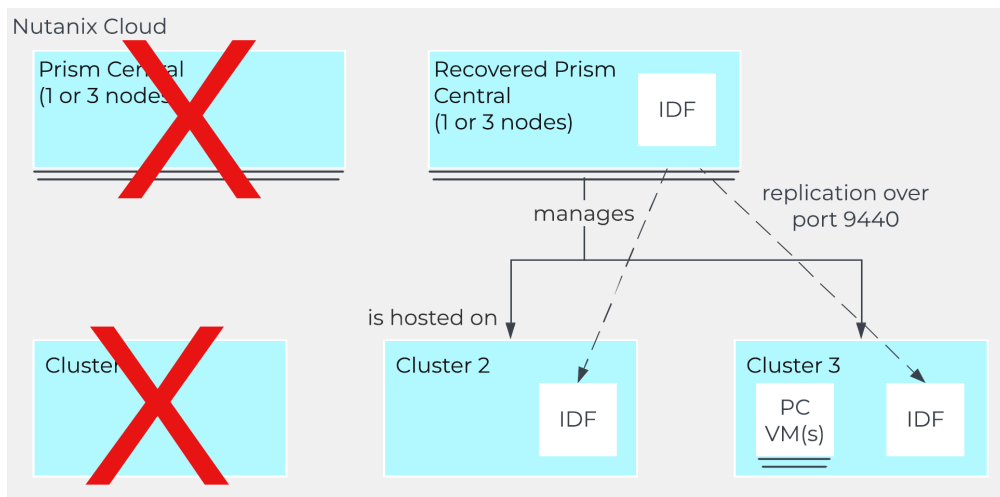 Nutanix Cloud
Prism Central
(1 or 3 nodes
Recovered Prism
Central
(1 or 3 nodes)
IDF
manages
replication over
port 9440
is hosted on
Cluster
Cluster 2
IDF
Cluster 3
PC
VM(s)
IDF